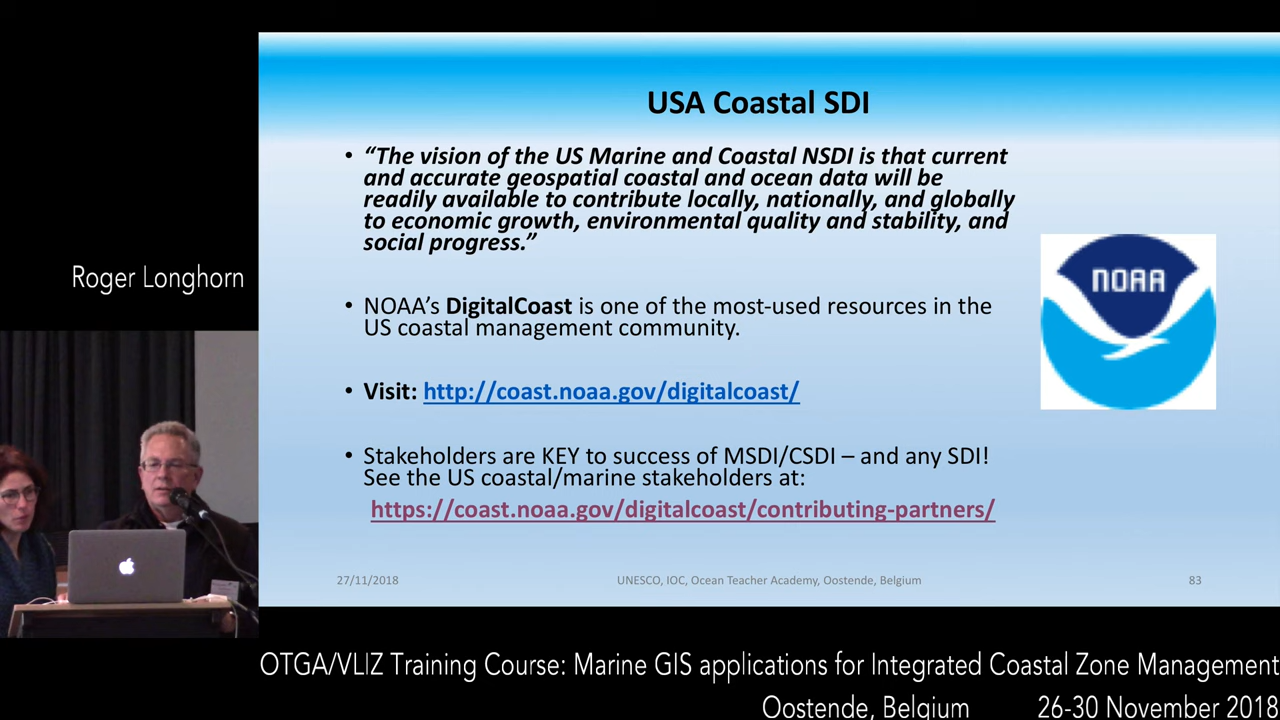 USA Coastal SDI
• “The vision of the US Marine and Coastal NSDI is that current
and accurate geospatial coastal and ocean data will be
readily available to contribute locally, nationally, and globally
to economic growth, environmental quality and stability, and
social progress.”
NOAA
Roger Longhorn
• NOAA’s DigitalCoast is one of the most-used resources in the
US coastal management community.
• Visit: http://coast.noaa.gov/digitalcoast/
• Stakeholders are KEY to success of MSDI/CSDI – and any SDI!
See the US coastal/marine stakeholders at:
https://coast.noaa.gov/digitalcoast/contributing-partners/
27/11/2018 UNESCO, IOC, Ocean Teacher Academy, Oostende, Belgium 83
OTGA/VLIZ Training Course: Marine GIS applications for Integrated Coastal Zone Management
Oostende, Belgium 26-30 November 2018